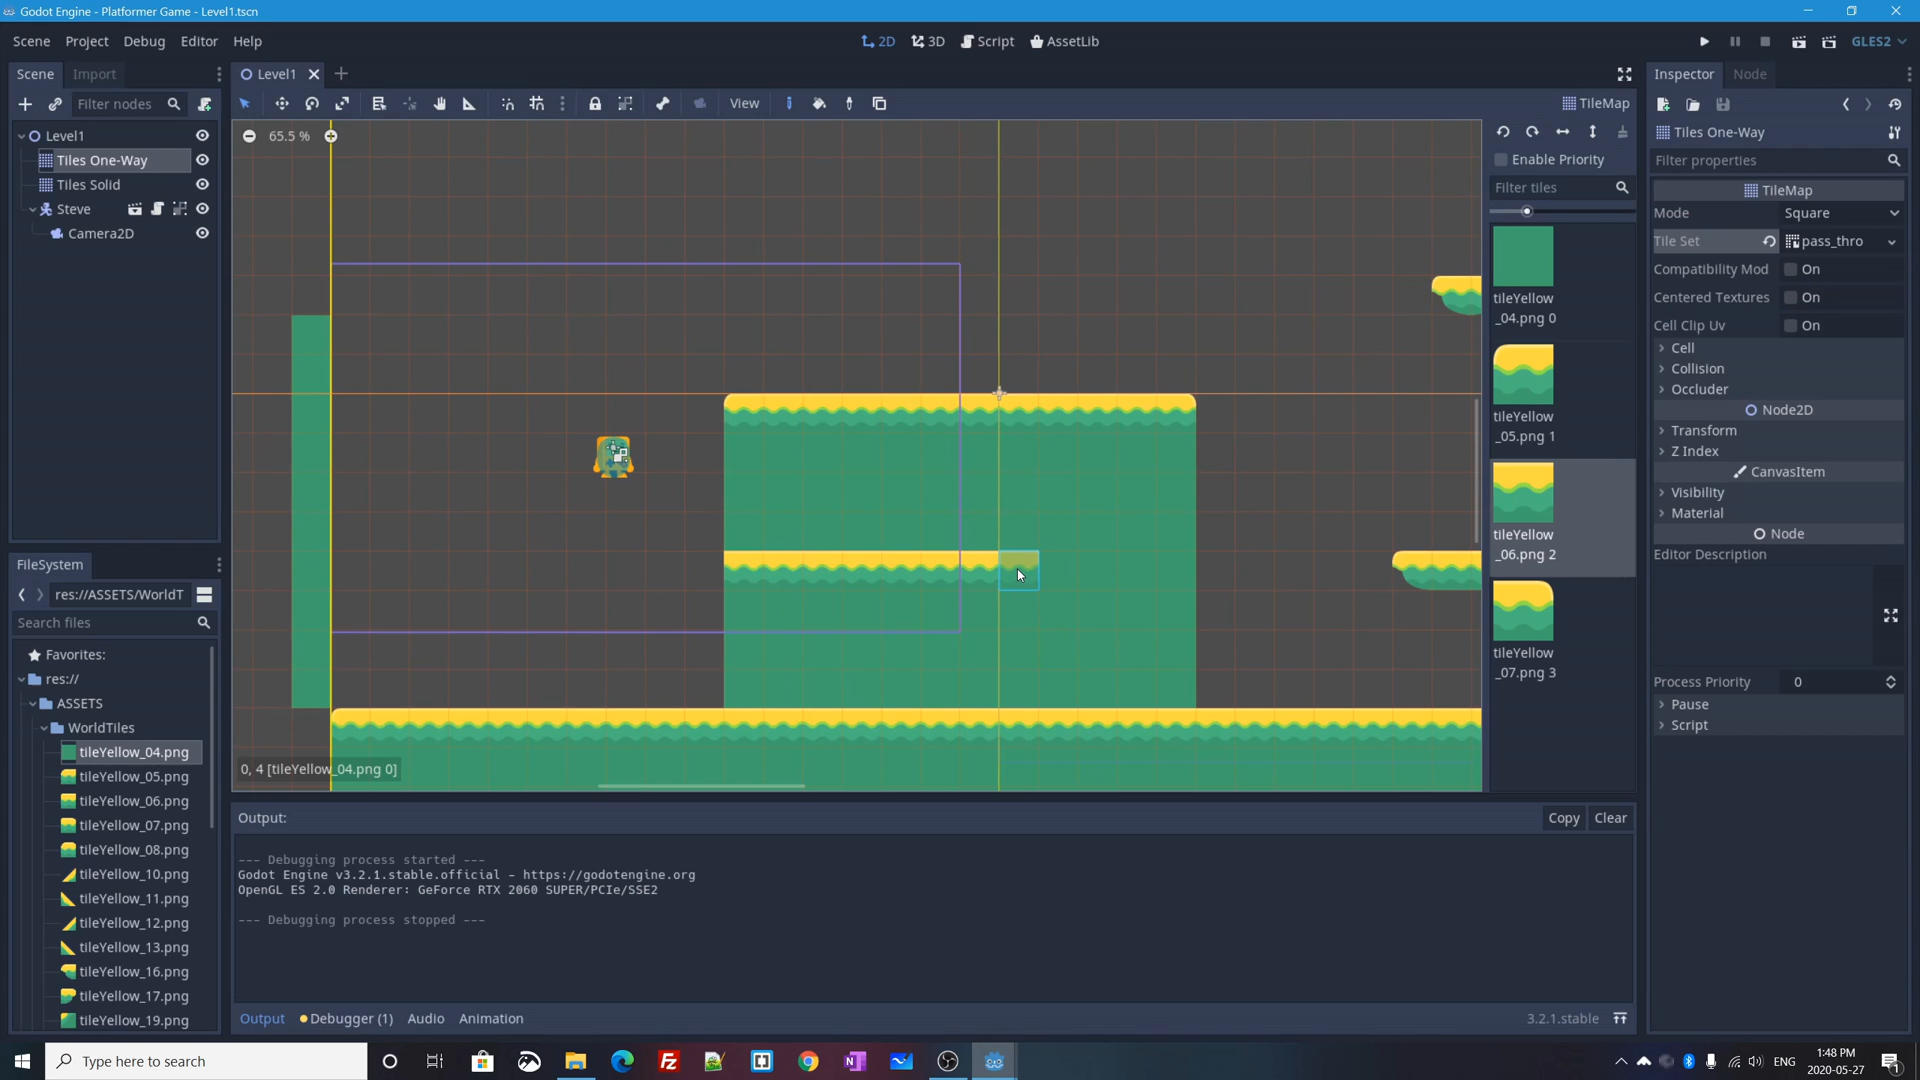 Godot Engine - Platformer Game - Level1.tscn
Scene Project Debug Editor Help
2D 3D Script AssetLib
GLES2
Scene Import
Filter nodes
Level1
Tiles One-Way
Tiles Solid
Steve
Camera2D
FileSystem
res://ASSETS/WorldT
Search files
Favorites:
res://
ASSETS
WorldTiles
tileYellow_04.png
tileYellow_05.png
tileYellow_06.png
tileYellow_07.png
tileYellow_08.png
tileYellow_10.png
tileYellow_11.png
tileYellow_12.png
tileYellow_13.png
tileYellow_16.png
tileYellow_17.png
tileYellow_19.png
Level1
View
TileMap
65.5 %
0, 4 [tileYellow_04.png 0]
Enable Priority
Filter tiles
tileYellow
_04.png 0
tileYellow
_05.png 1
tileYellow
_06.png 2
tileYellow
_07.png 3
Output:
Copy Clear
--- Debugging process started ---
Godot Engine v3.2.1.stable.official - https://godotengine.org
OpenGL ES 2.0 Renderer: GeForce RTX 2060 SUPER/PCIe/SSE2
--- Debugging process stopped ---
Output Debugger (1) Audio Animation
3.2.1.stable
Inspector Node
Tiles One-Way
Filter properties
TileMap
Mode Square
Tile Set pass_thro
Compatibility Mod On
Centered Textures On
Cell Clip Uv On
Cell
Collision
Occluder
Node2D
Transform
Z Index
CanvasItem
Visibility
Material
Node
Editor Description
Process Priority 0
Pause
Script
Type here to search
ENG
1:48 PM
2020-05-27
1